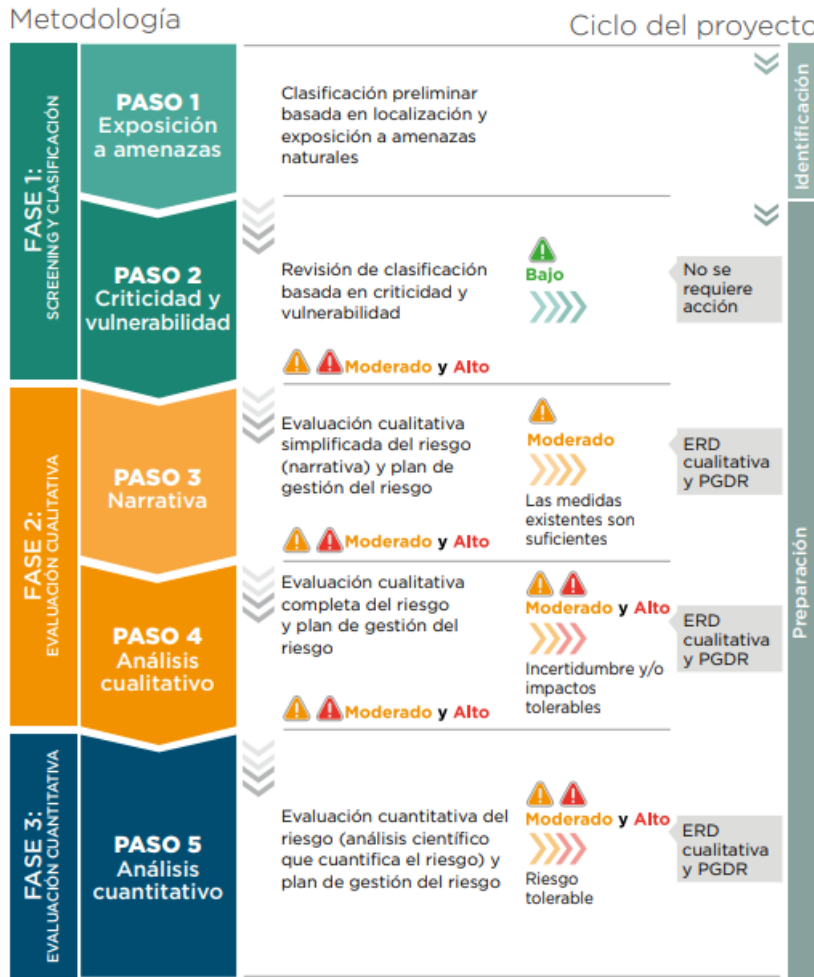 Metodología
Ciclo del proyecto
FASE 1:
SCREENING Y CLASIFICACIÓN
PASO 1
Exposición
a amenazas
Clasificación preliminar
basada en localización y
exposición a amenazas
naturales
Identificación
PASO 2
Criticidad y
vulnerabilidad
Revisión de clasificación
basada en criticidad y
vulnerabilidad
Bajo
No se
requiere
acción
Moderado y Alto
Preparación
FASE 2:
EVALUACIÓN CUALITATIVA
PASO 3
Narrativa
Evaluación cualitativa
simplificada del riesgo
(narrativa) y plan de
gestión del riesgo
Moderado
Las medidas
existentes son
suficientes
ERD
cualitativa
y PGDR
Moderado y Alto
PASO 4
Análisis
cualitativo
Evaluación cualitativa
completa del riesgo
y plan de gestión del
riesgo
Moderado y Alto
Incertidumbre y/o
impactos
tolerables
ERD
cualitativa
y PGDR
Moderado y Alto
FASE 3:
EVALUACIÓN CUANTITATIVA
PASO 5
Análisis
cuantitativo
Evaluación cuantitativa del
riesgo (análisis científico
que cuantifica el riesgo) y
plan de gestión del riesgo
Moderado y Alto
Riesgo
tolerable
ERD
cualitativa
y PGDR